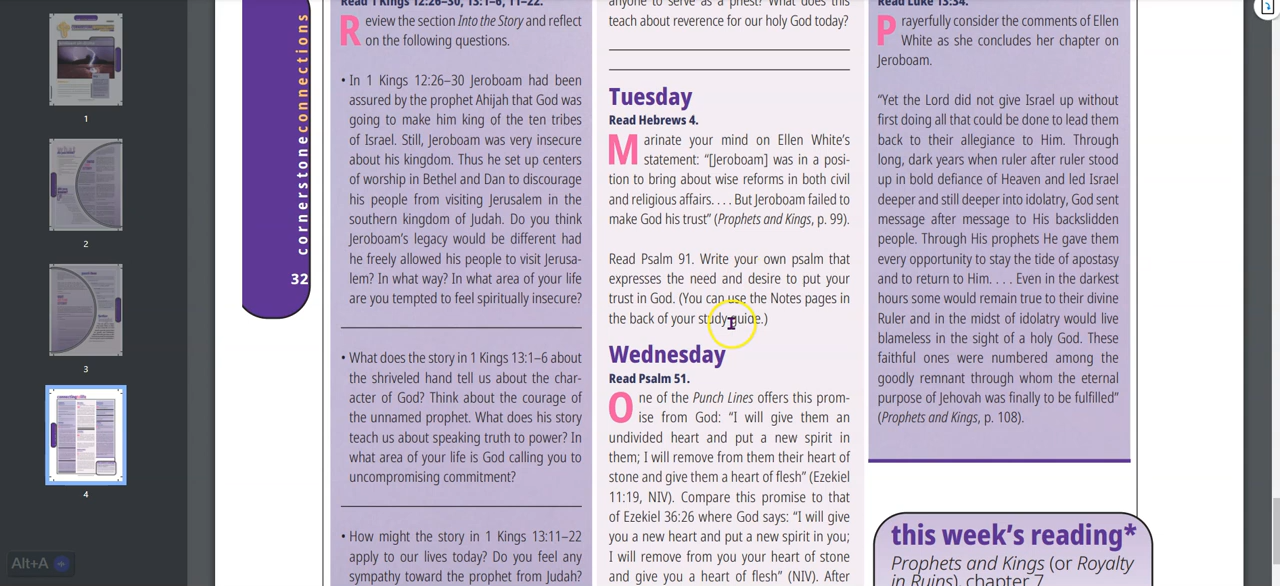 1
2
3
4
Alt+A
cornerstoneconnections
32
Read 1 Kings 12:26–30, 13:1–6, 11–22.
Review the section Into the Story and reflect
on the following questions.
• In 1 Kings 12:26–30 Jeroboam had been
assured by the prophet Ahijah that God was
going to make him king of the ten tribes
of Israel. Still, Jeroboam was very insecure
about his kingdom. Thus he set up centers
of worship in Bethel and Dan to discourage
his people from visiting Jerusalem in the
southern kingdom of Judah. Do you think
Jeroboam's legacy would be different had
he freely allowed his people to visit Jerusa-
lem? In what way? In what area of your life
are you tempted to feel spiritually insecure?
• What does the story in 1 Kings 13:1–6 about
the shriveled hand tell us about the char-
acter of God? Think about the courage of
the unnamed prophet. What does his story
teach us about speaking truth to power? In
what area of your life is God calling you to
uncompromising commitment?
• How might the story in 1 Kings 13:11–22
apply to our lives today? Do you feel any
sympathy toward the prophet from Judah?
anyone to serve as a priest? What does this
teach about reverence for our holy God today?
Tuesday
Read Hebrews 4.
Marinate your mind on Ellen White's
statement: "[Jeroboam] was in a posi-
tion to bring about wise reforms in both civil
and religious affairs. . . . But Jeroboam failed to
make God his trust" (Prophets and Kings, p. 99).
Read Psalm 91. Write your own psalm that
expresses the need and desire to put your
trust in God. (You can use the Notes pages in
the back of your study guide.)
Wednesday
Read Psalm 51.
One of the Punch Lines offers this prom-
ise from God: "I will give them an
undivided heart and put a new spirit in
them; I will remove from them their heart of
stone and give them a heart of flesh" (Ezekiel
11:19, NIV). Compare this promise to that
of Ezekiel 36:26 where God says: "I will give
you a new heart and put a new spirit in you;
I will remove from you your heart of stone
and give you a heart of flesh" (NIV). After
Read Luke 13:34.
Prayerfully consider the comments of Ellen
White as she concludes her chapter on
Jeroboam.
"Yet the Lord did not give Israel up without
first doing all that could be done to lead them
back to their allegiance to Him. Through
long, dark years when ruler after ruler stood
up in bold defiance of Heaven and led Israel
deeper and still deeper into idolatry, God sent
message after message to His backslidden
people. Through His prophets He gave them
every opportunity to stay the tide of apostasy
and to return to Him. . . . Even in the darkest
hours some would remain true to their divine
Ruler and in the midst of idolatry would live
blameless in the sight of a holy God. These
faithful ones were numbered among the
goodly remnant through whom the eternal
purpose of Jehovah was finally to be fulfilled"
(Prophets and Kings, p. 108).
this week's reading*
Prophets and Kings (or Royalty
in Ruins), chapter 7